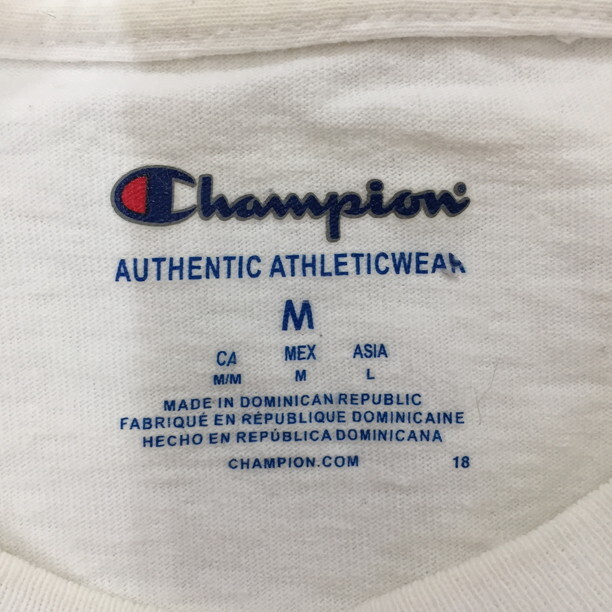 Champion®
AUTHENTIC ATHLETICWEAR
M
CA MEX ASIA
M/M M L
MADE IN DOMINICAN REPUBLIC
FABRIQUÉ EN RÉPUBLIQUE DOMINICAINE
HECHO EN REPÚBLICA DOMINICANA
CHAMPION.COM 18